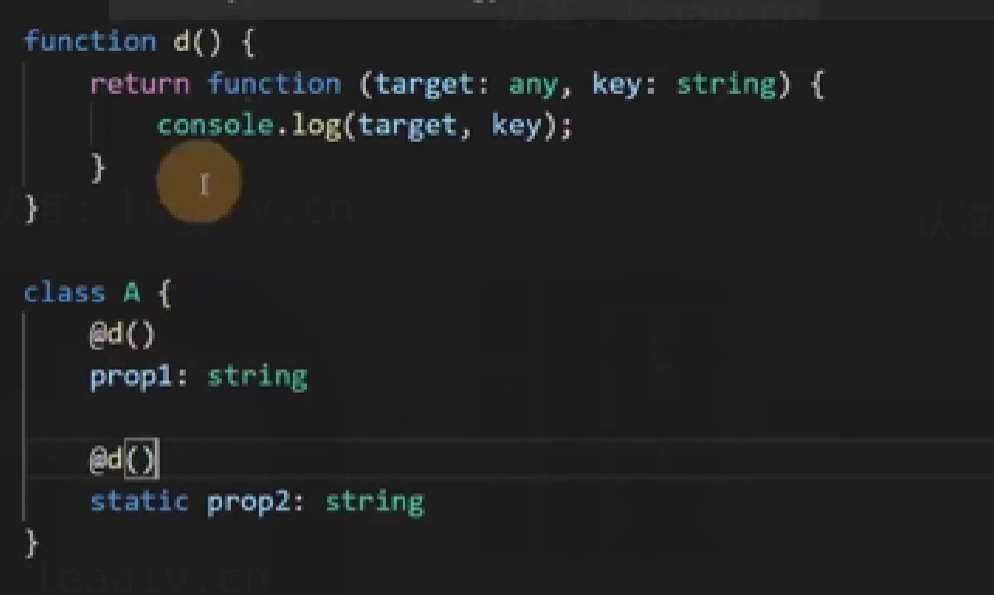 function d() {
    return function (target: any, key: string) {
        console.log(target, key);
    }
}
class A {
    @d()
    prop1: string
    @d()
    static prop2: string
}